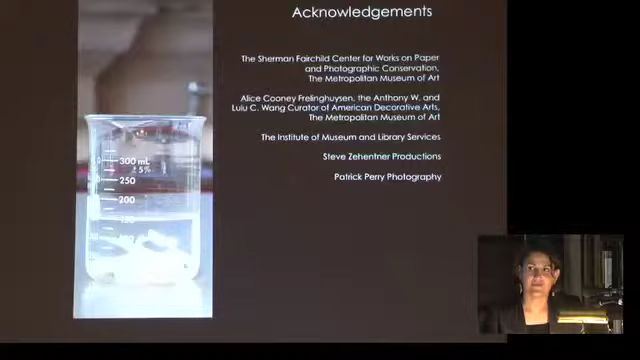 Acknowledgements
The Sherman Fairchild Center for Works on Paper
and Photographic Conservation,
The Metropolitan Museum of Art
Alice Cooney Frelinghuysen, the Anthony W. and
Lulu C. Wang Curator of American Decorative Arts,
The Metropolitan Museum of Art
The Institute of Museum and Library Services
Steve Zehentner Productions
Patrick Perry Photography
300 mL
±5%
250
200
150